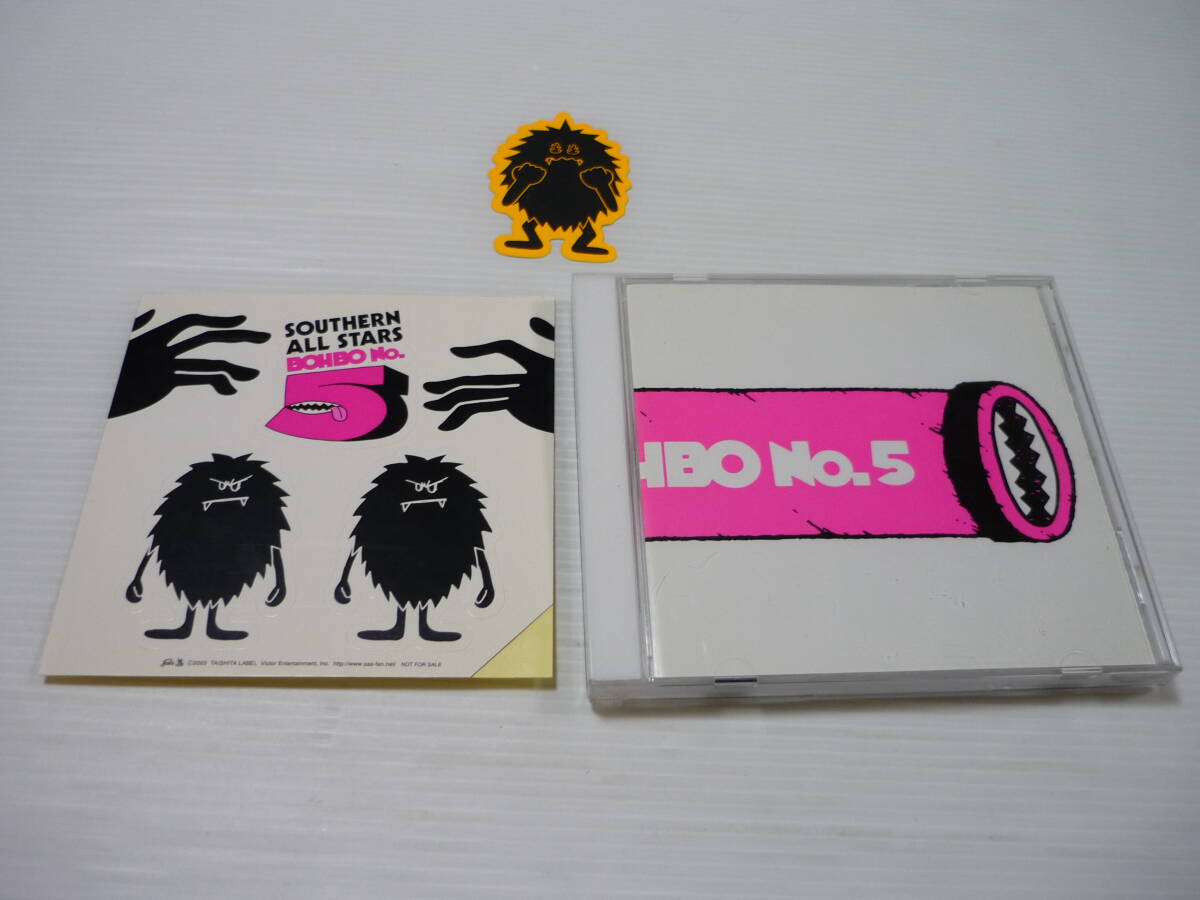 SOUTHERN
ALL STARS
BOHBO No.
5
©2005 TAISHITA LABEL Victor Entertainment, Inc. http://www.sas-fan.net/ NOT FOR SALE
HBO No.5